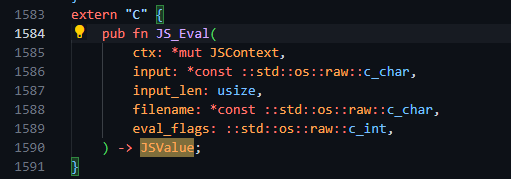 1583 extern "C" {
1584 pub fn JS_Eval(
1585 ctx: *mut JSContext,
1586 input: *const ::std::os::raw::c_char,
1587 input_len: usize,
1588 filename: *const ::std::os::raw::c_char,
1589 eval_flags: ::std::os::raw::c_int,
1590 ) -> JSValue;
1591 }